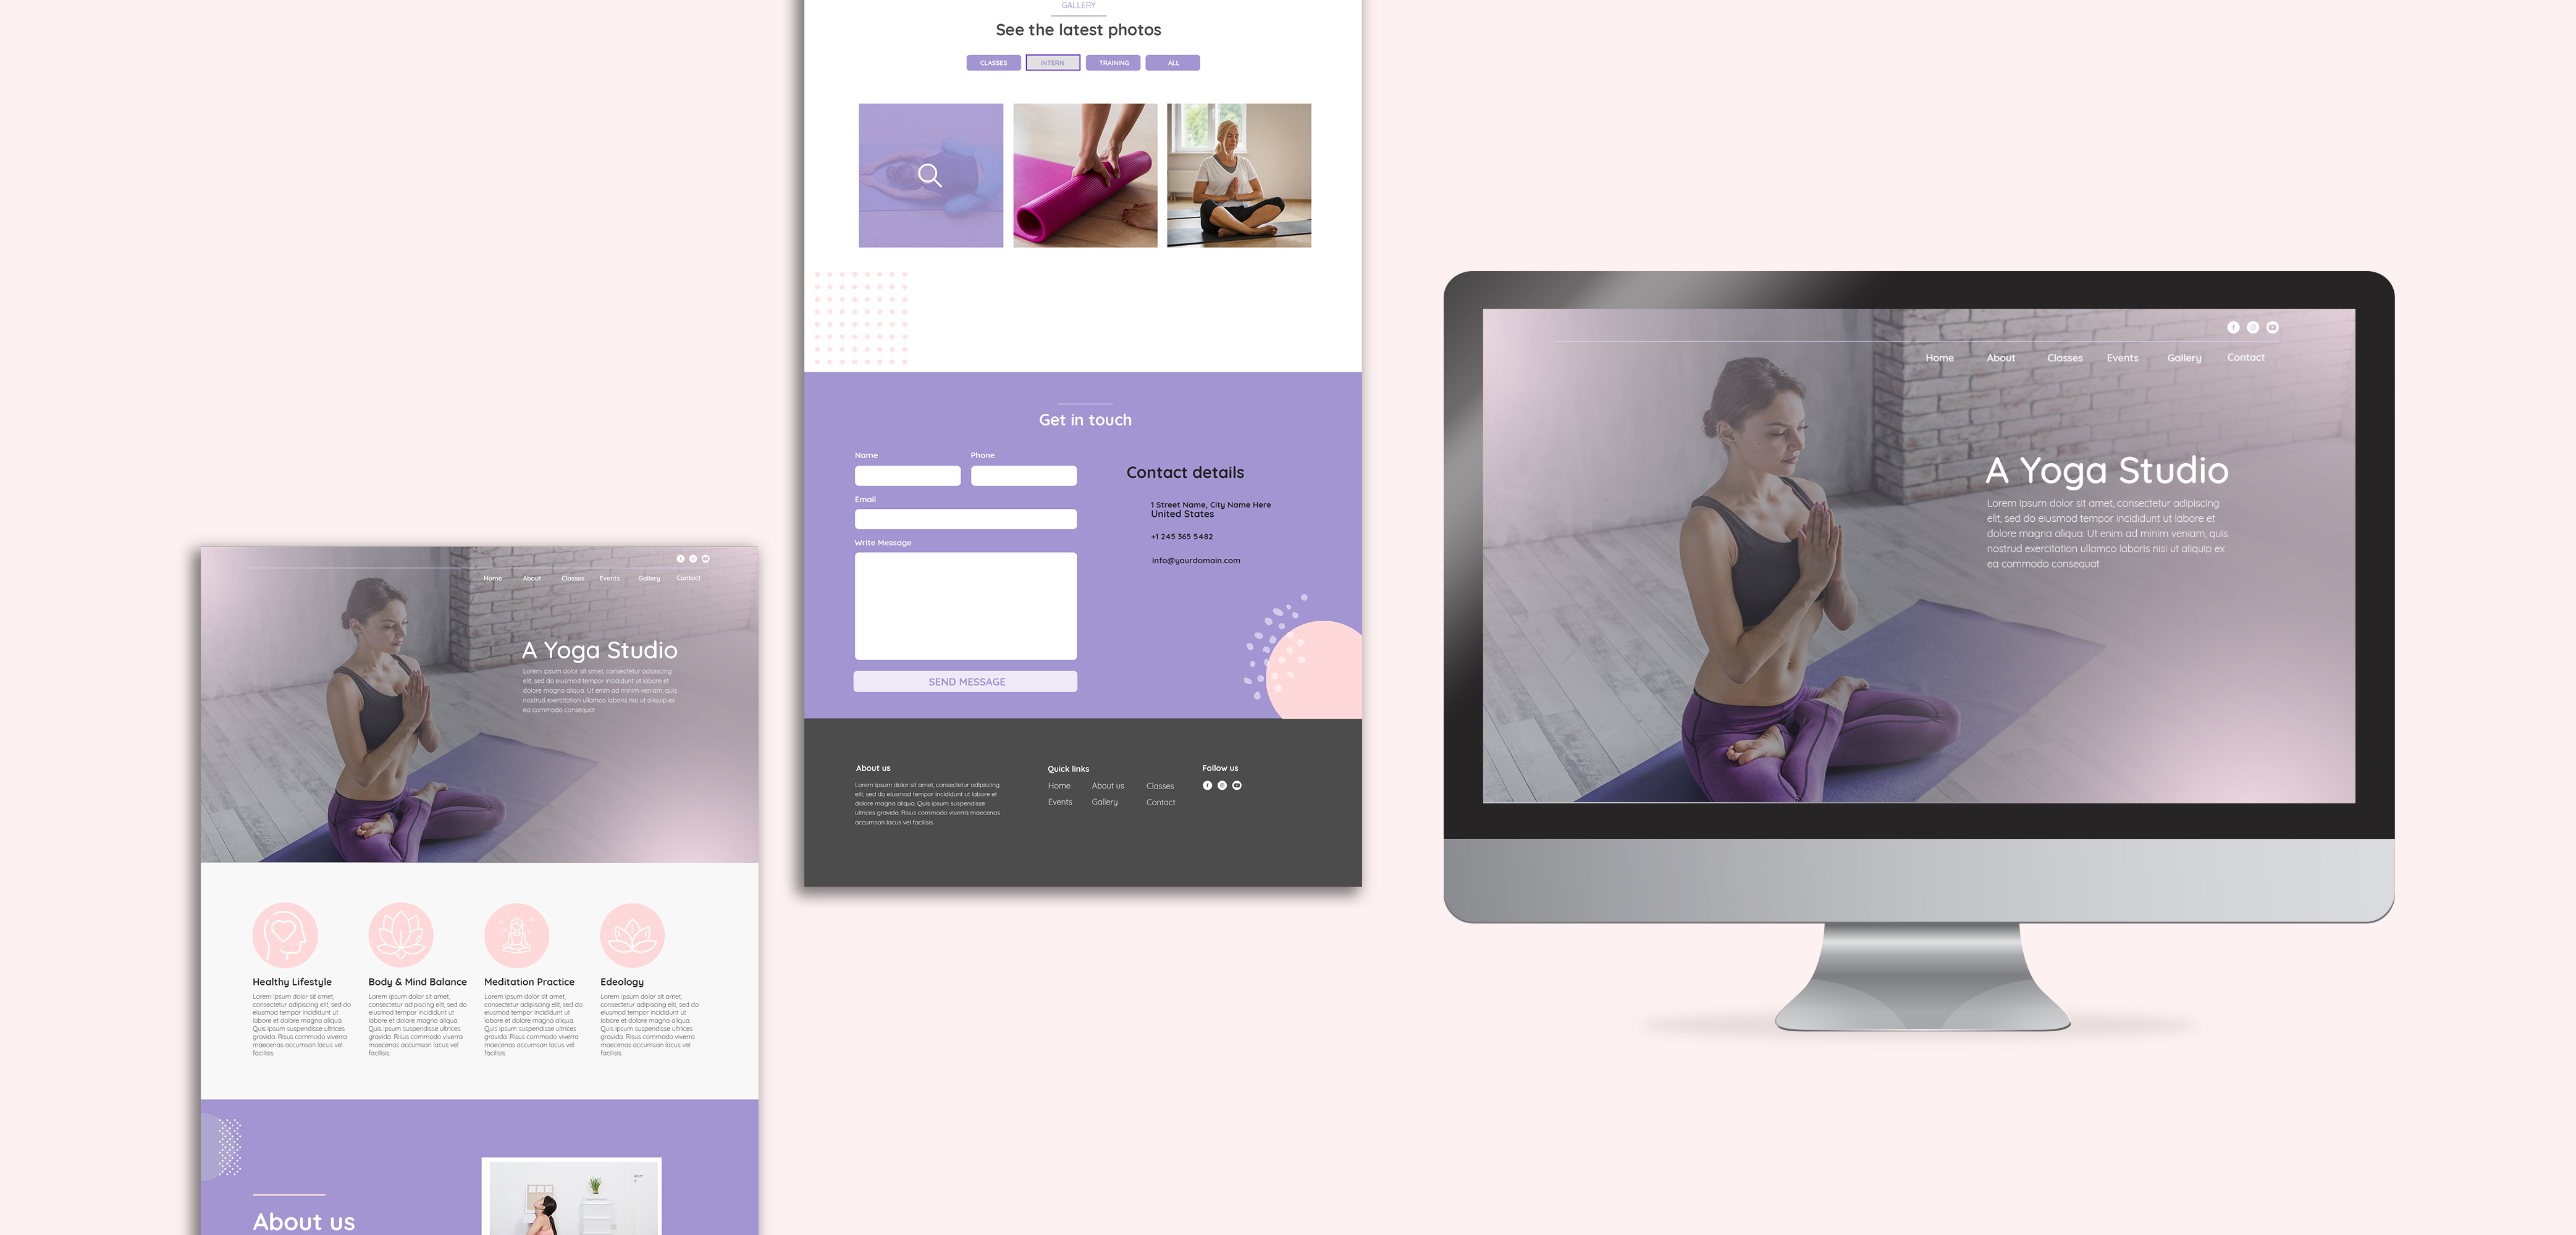 GALLERY
See the latest photos
CLASSES INTERN TRAINING ALL
Get in touch
Name Phone
Email
Write Message
SEND MESSAGE
Contact details
1 Street Name, City Name Here
United States
+1 245 365 5482
info@yourdomain.com
About us
Lorem ipsum dolor sit amet, consectetur adipiscing
elit, sed do eiusmod tempor incididunt ut labore et
dolore magna aliqua. Quis ipsum suspendisse
ultrices gravida. Risus commodo viverra maecenas
accumsan lacus vel facilisis.
Quick links
Home About us Classes
Events Gallery Contact
Follow us
Home About Classes Events Gallery Contact
A Yoga Studio
Lorem ipsum dolor sit amet, consectetur adipiscing
elit, sed do eiusmod tempor incididunt ut labore et
dolore magna aliqua. Ut enim ad minim veniam, quis
nostrud exercitation ullamco laboris nisi ut aliquip ex
ea commodo consequat
Healthy Lifestyle
Lorem ipsum dolor sit amet,
consectetur adipiscing elit, sed do
eiusmod tempor incididunt ut
labore et dolore magna aliqua.
Quis ipsum suspendisse ultrices
gravida. Risus commodo viverra
maecenas accumsan lacus vel
facilisis.
Body & Mind Balance
Lorem ipsum dolor sit amet,
consectetur adipiscing elit, sed do
eiusmod tempor incididunt ut
labore et dolore magna aliqua.
Quis ipsum suspendisse ultrices
gravida. Risus commodo viverra
maecenas accumsan lacus vel
facilisis.
Meditation Practice
Lorem ipsum dolor sit amet,
consectetur adipiscing elit, sed do
eiusmod tempor incididunt ut
labore et dolore magna aliqua.
Quis ipsum suspendisse ultrices
gravida. Risus commodo viverra
maecenas accumsan lacus vel
facilisis.
Edeology
Lorem ipsum dolor sit amet,
consectetur adipiscing elit, sed do
eiusmod tempor incididunt ut
labore et dolore magna aliqua.
Quis ipsum suspendisse ultrices
gravida. Risus commodo viverra
maecenas accumsan lacus vel
facilisis.
About us
Home About Classes Events Gallery Contact
A Yoga Studio
Lorem ipsum dolor sit amet, consectetur adipiscing
elit, sed do eiusmod tempor incididunt ut labore et
dolore magna aliqua. Ut enim ad minim veniam, quis
nostrud exercitation ullamco laboris nisi ut aliquip ex
ea commodo consequat